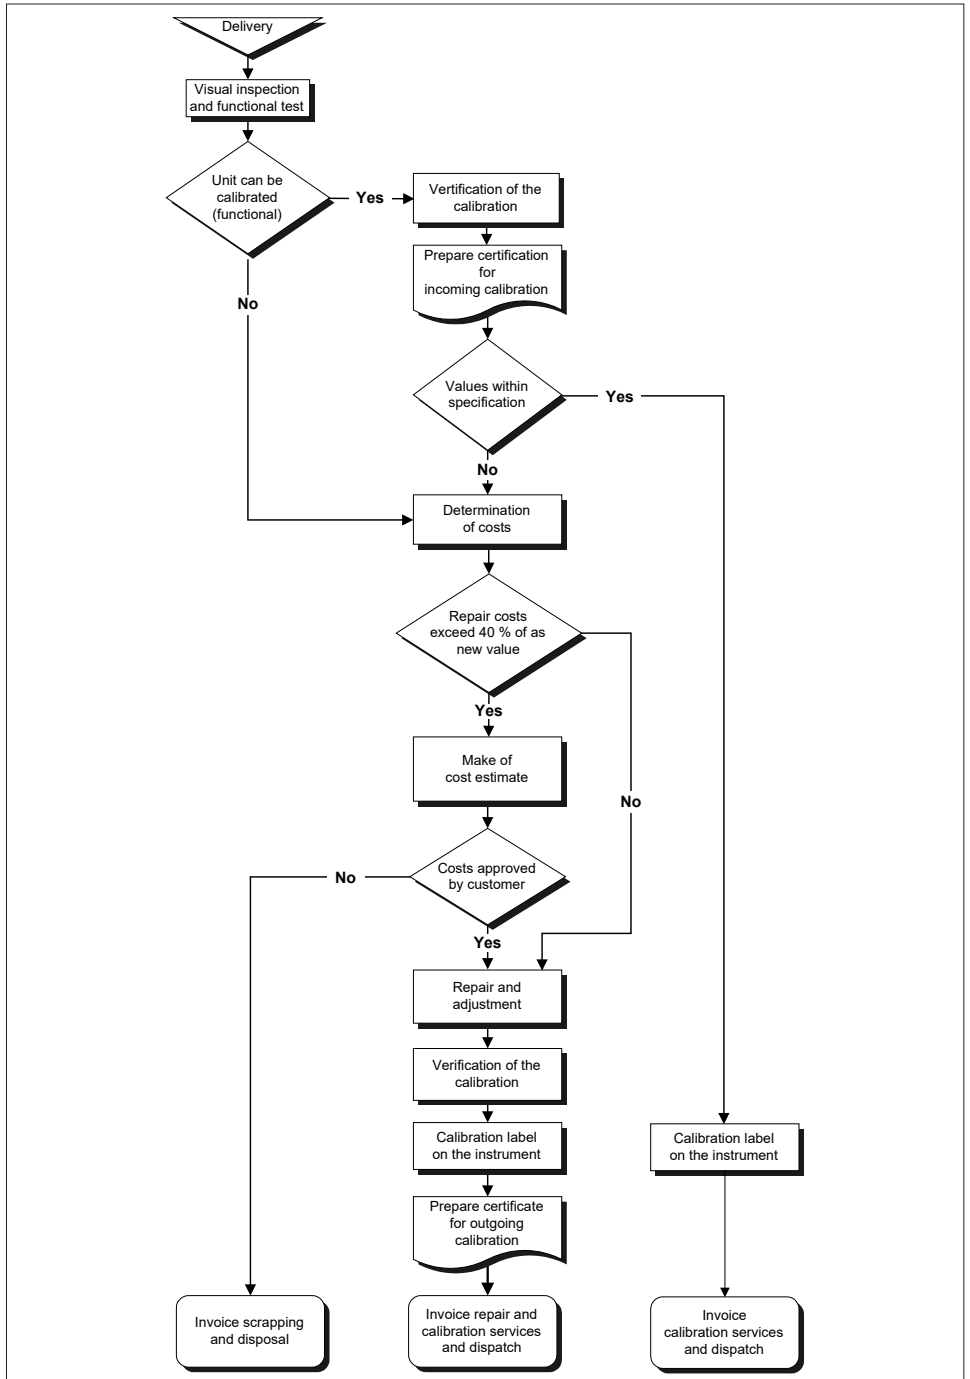 Delivery
Visual inspection
and functional test
Unit can be
calibrated
(functional)
Yes
Vertification of the
calibration
Prepare certification
for
incoming calibration
No
Values within
specification
Yes
No
Determination
of costs
Repair costs
exceed 40 % of as
new value
Yes
Make of
cost estimate
No
Costs approved
by customer
No
Yes
Repair and
adjustment
Verification of the
calibration
Calibration label
on the instrument
Calibration label
on the instrument
Prepare certificate
for outgoing
calibration
Invoice scrapping
and disposal
Invoice repair and
calibration services
and dispatch
Invoice
calibration services
and dispatch